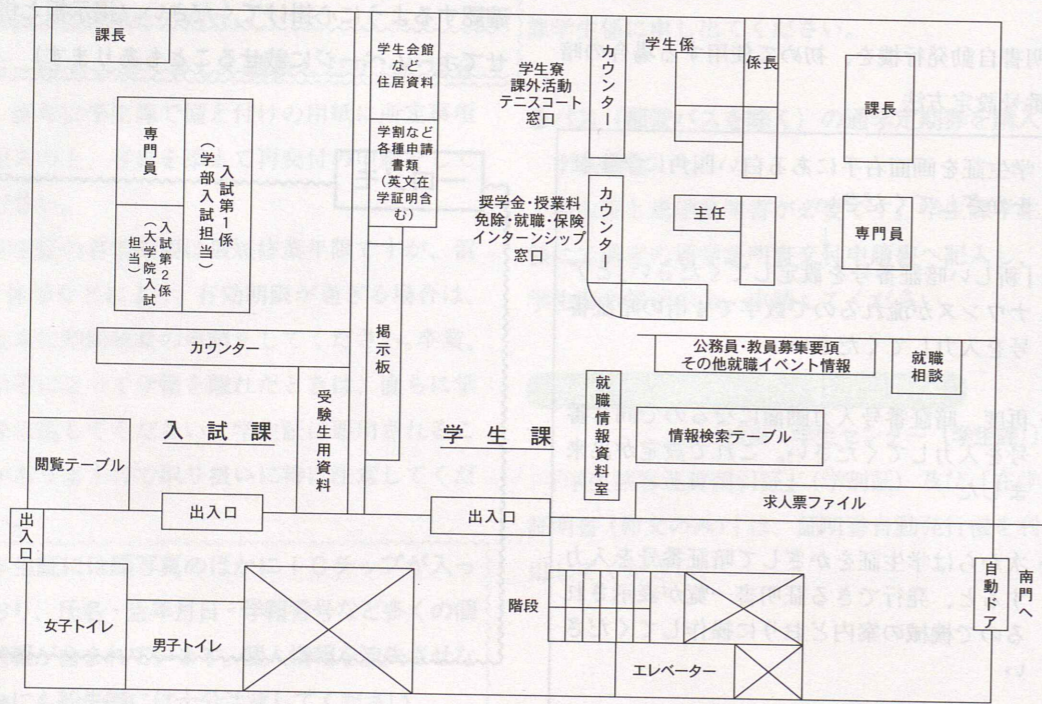 課長
専門員
入試第1係
（学部入試担当）
入試第2係
（大学院入試
担当）
カウンター
入試課
閲覧テーブル
受験生用資料
出入口
出入口
女子トイレ
男子トイレ
学生会館
住居資料
など
学割など
各種申請
書類
（英文在
学証明含
む）
掲示板
学生課
出入口
学生寮
課外活動
テニスコート
窓口
カウンター
奨学金・授業料
免除・就職・保険
インターンシップ
窓口
カウンター
学生係
係長
主任
課長
専門員
公務員・教員募集要項
その他就職イベント情報
就職
相談
就職情報資料室
情報検索テーブル
求人票ファイル
階段
エレベーター
自動ドア
南門へ